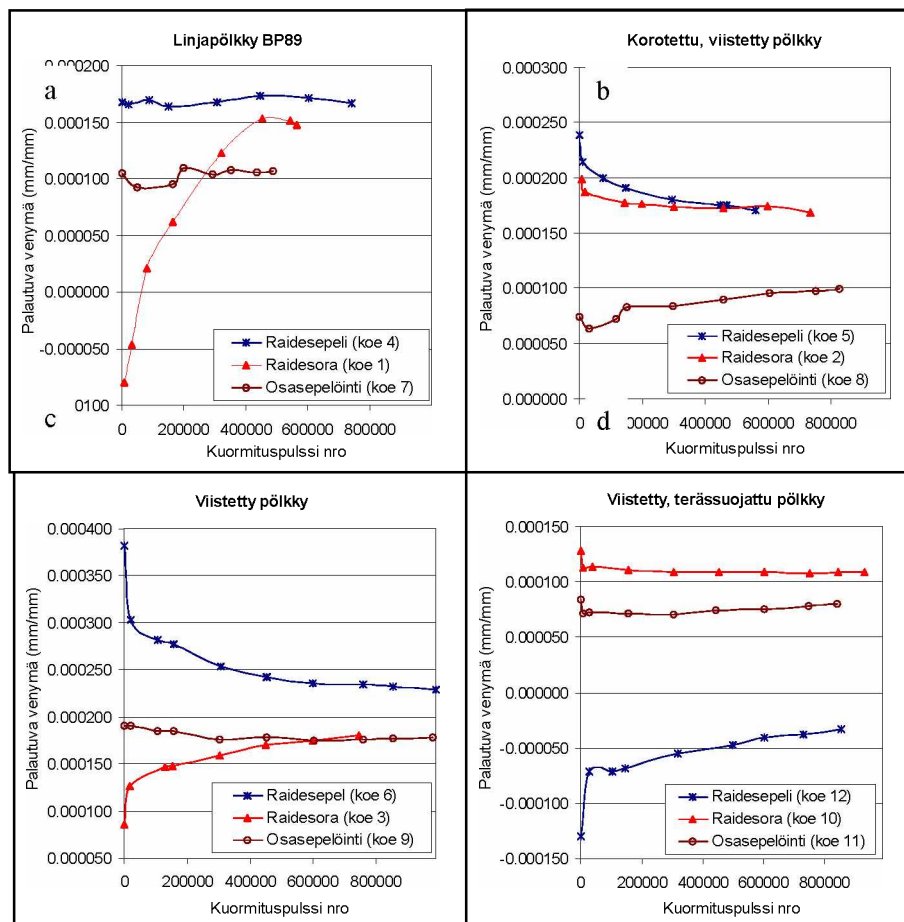 Linjapölkky BP89
0.000200
a
0.000150
0.000100
0.000050
0.000000
-0.000050
0100
c
Palautuva venymä (mm/mm)
Raidesepeli (koe 4)
Raidesora (koe 1)
Osasepelöinti (koe 7)
0 200000 400000 600000 800000
Kuormituspulssi nro
Korotettu, viistetty pölkky
0.000300
b
0.000250
0.000200
0.000150
0.000100
0.000050
0.000000
d
Palautuva venymä (mm/mm)
Raidesepeli (koe 5)
Raidesora (koe 2)
Osasepelöinti (koe 8)
0 200000 400000 600000 800000
Kuormituspulssi nro
Viistetty pölkky
0.000400
0.000350
0.000300
0.000250
0.000200
0.000150
0.000100
0.000050
Palautuva venymä (mm/mm)
Raidesepel (koe 6)
Raidesora (koe 3)
Osasepelöinti (koe 9)
0 200000 400000 600000 800000
Kuormituspulssi nro
Viistetty, terässuojattu pölkky
0.000150
0.000100
0.000050
0.000000
-0.000050
-0.000100
-0.000150
Palautuva venymä (mm/mm)
Raidesepeli (koe 12)
Raidesora (koe 10)
Osasepelöinti (koe 11)
0 200000 400000 600000 800000
Kuormituspulssi nro